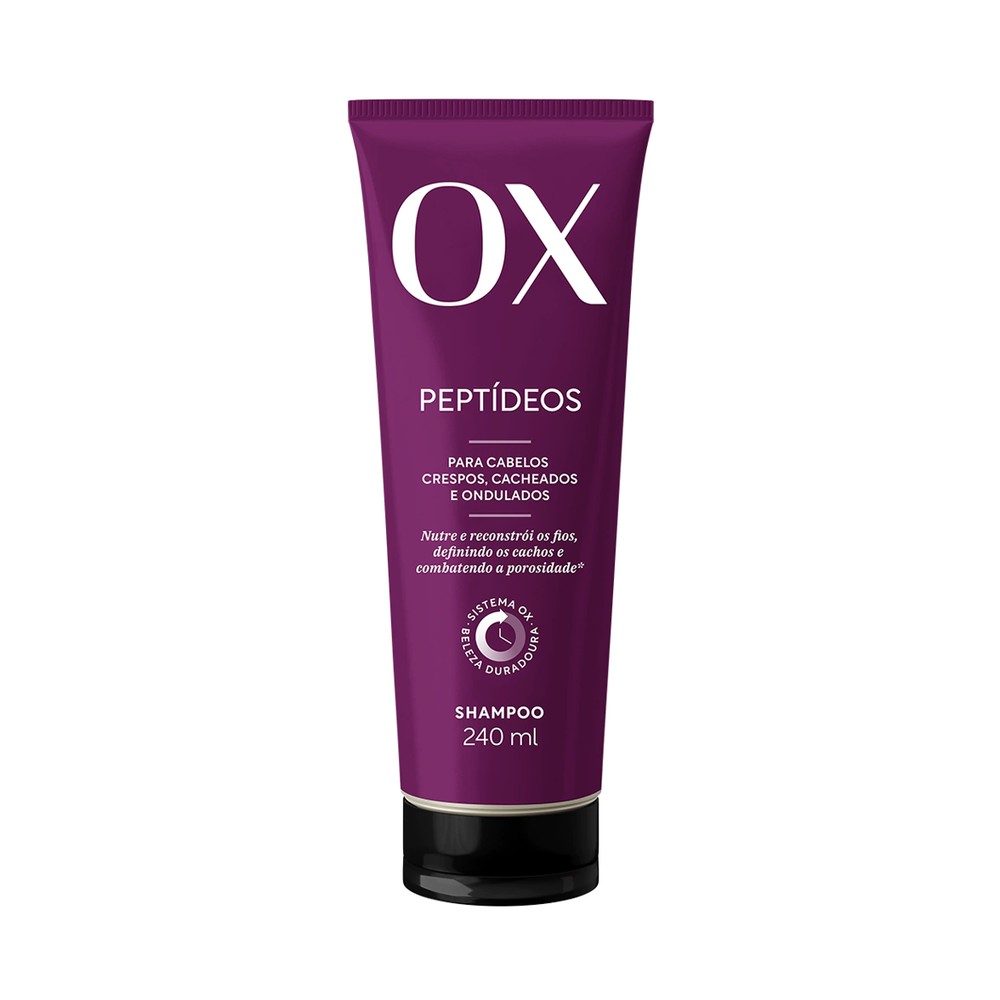 OX
PEPTÍDEOS
PARA CABELOS
CRESPOS, CACHEADOS
E ONDULADOS
Nutre e reconstrói os fios,
definindo os cachos e
combatendo a porosidade*
· SISTEMA OX ·
BELEZA DURADOURA
SHAMPOO
240 ml